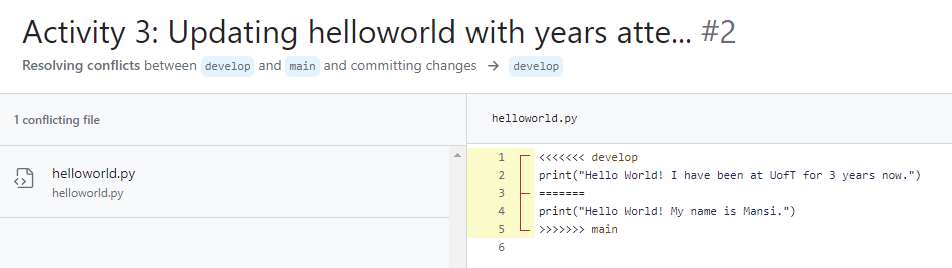 Activity 3: Updating helloworld with years atte... #2
Resolving conflicts between develop and main and committing changes → develop
1 conflicting file
helloworld.py
helloworld.py
helloworld.py
1 <<<<<<< develop
2 print("Hello World! I have been at UofT for 3 years now.")
3 =======
4 print("Hello World! My name is Mansi.")
5 >>>>>>> main
6